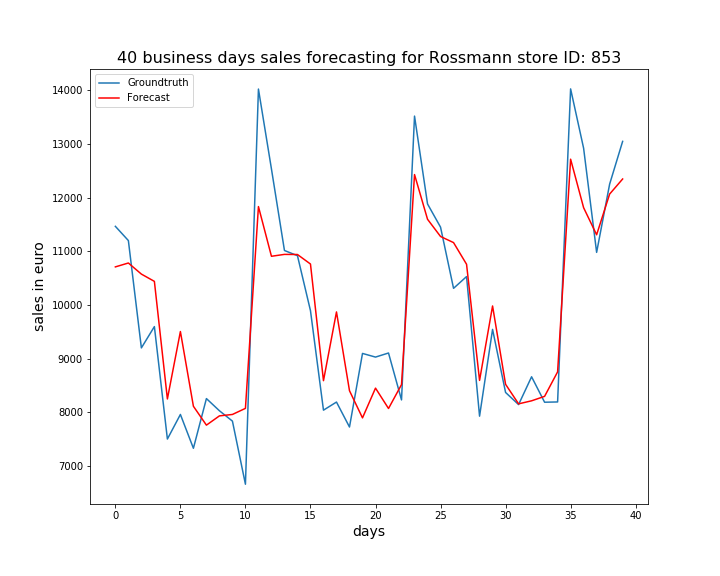 40 business days sales forecasting for Rossmann store ID: 853
Groundtruth
Forecast
14000
13000
12000
11000
10000
9000
8000
7000
sales in euro
0 5 10 15 20 25 30 35 40
days